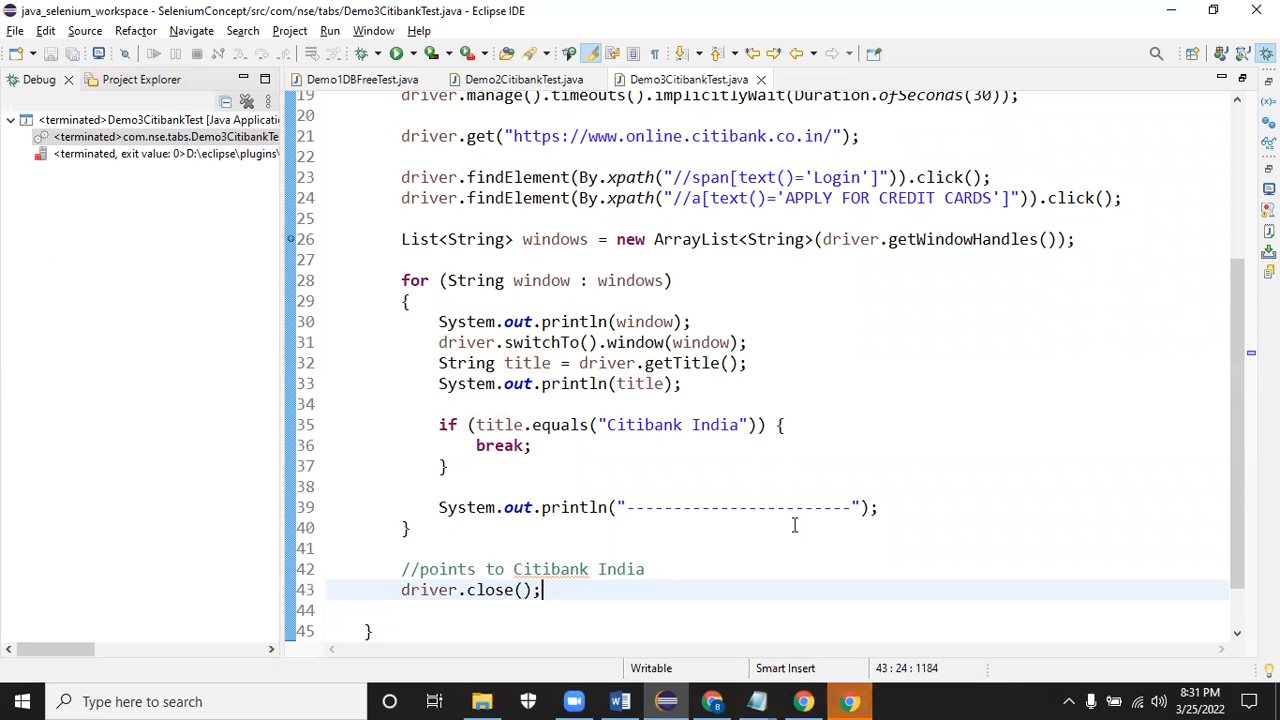 java_selenium_workspace - SeleniumConcept/src/com/nse/tabs/Demo3CitibankTest.java - Eclipse IDE
File Edit Source Refactor Navigate Search Project Run Window Help
Debug Project Explorer
Demo1DBFreeTest.java Demo2CitibankTest.java Demo3CitibankTest.java
<terminated>Demo3CitibankTest [Java Applicati
<terminated>com.nse.tabs.Demo3CitibankTe
<terminated, exit value: 0>D:\eclipse\plugins\
19 driver.manage().timeouts().implicitlyWait(Duration.ofSeconds(30));
20
21 driver.get("https://www.online.citibank.co.in/");
22
23 driver.findElement(By.xpath("//span[text()='Login']")).click();
24 driver.findElement(By.xpath("//a[text()='APPLY FOR CREDIT CARDS']")).click();
25
26 List<String> windows = new ArrayList<String>(driver.getWindowHandles());
27
28 for (String window : windows)
29 {
30 System.out.println(window);
31 driver.switchTo().window(window);
32 String title = driver.getTitle();
33 System.out.println(title);
34
35 if (title.equals("Citibank India")) {
36 break;
37 }
38
39 System.out.println("------------------------");
40 }
41
42 //points to Citibank India
43 driver.close();
44
45 }
Writable Smart Insert 43 : 24 : 1184
Type here to search
8:31 PM
3/25/2022